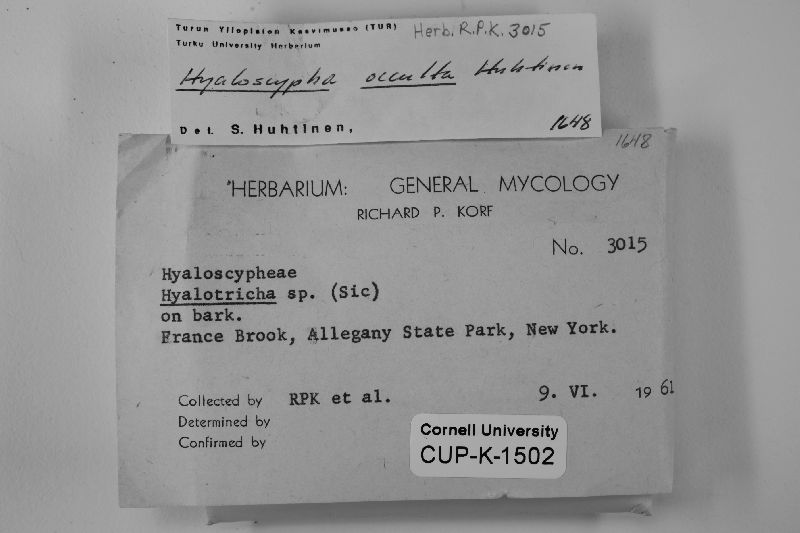 Turun Yliopiston Kasvimuseo (TUR) Herb. R.P.K. 3015
Turku University Herbarium
Hyaloscypha occulta Huhtinen
Det. S. Huhtinen, 1648
1648
HERBARIUM: GENERAL MYCOLOGY
RICHARD P. KORF
No. 3015
Hyaloscypheae
Hyalotricha sp. (Sic)
on bark.
France Brook, Allegany State Park, New York.
Collected by RPK et al. 9. VI. 1961
Determined by
Confirmed by
Cornell University
CUP-K-1502